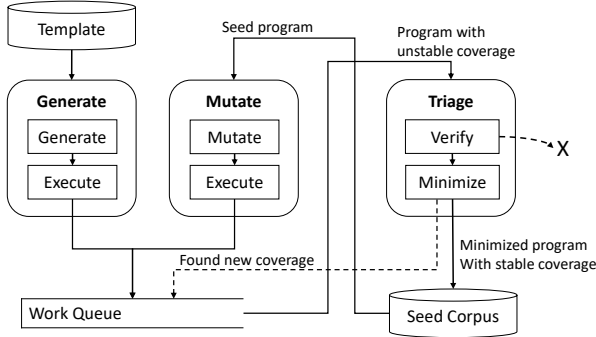 Template
Seed program
Program with
unstable coverage
Generate
Mutate
Triage
Generate
Mutate
Verify
X
Execute
Execute
Minimize
Found new coverage
Minimized program
With stable coverage
Work Queue
Seed Corpus